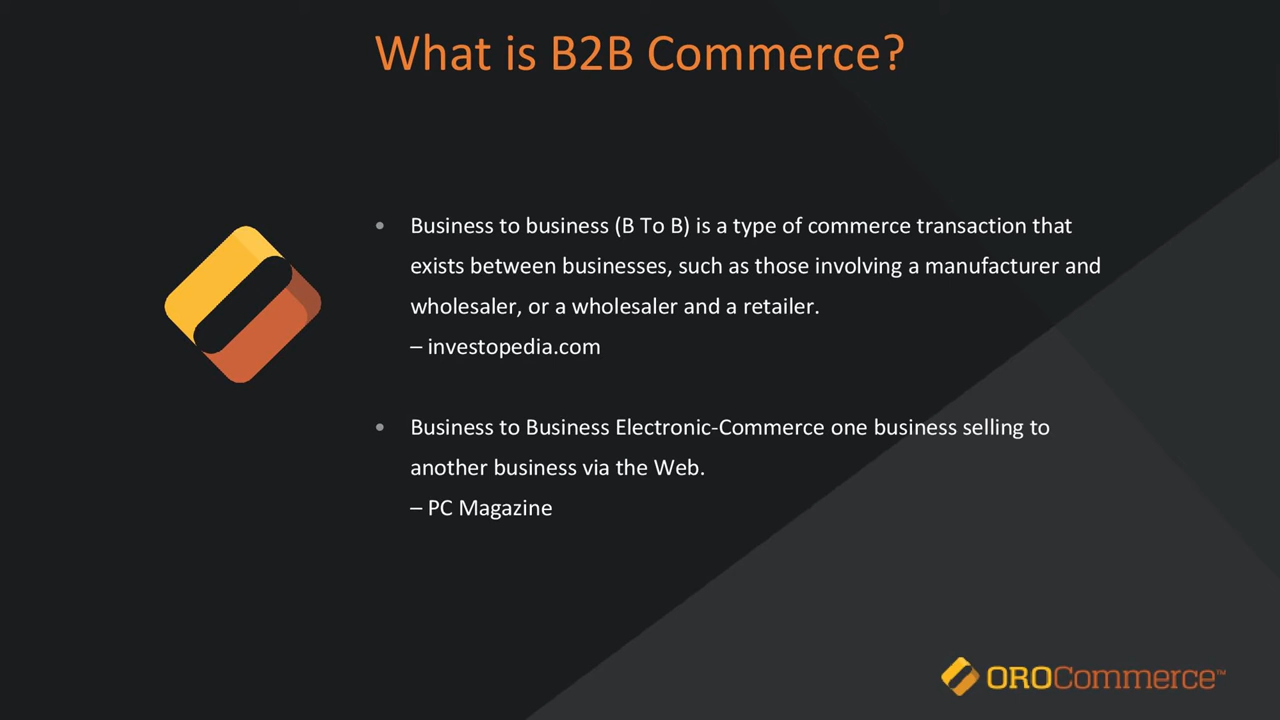 What is B2B Commerce?
• Business to business (B To B) is a type of commerce transaction that
exists between businesses, such as those involving a manufacturer and
wholesaler, or a wholesaler and a retailer.
– investopedia.com
• Business to Business Electronic-Commerce one business selling to
another business via the Web.
– PC Magazine
OROCommerce™